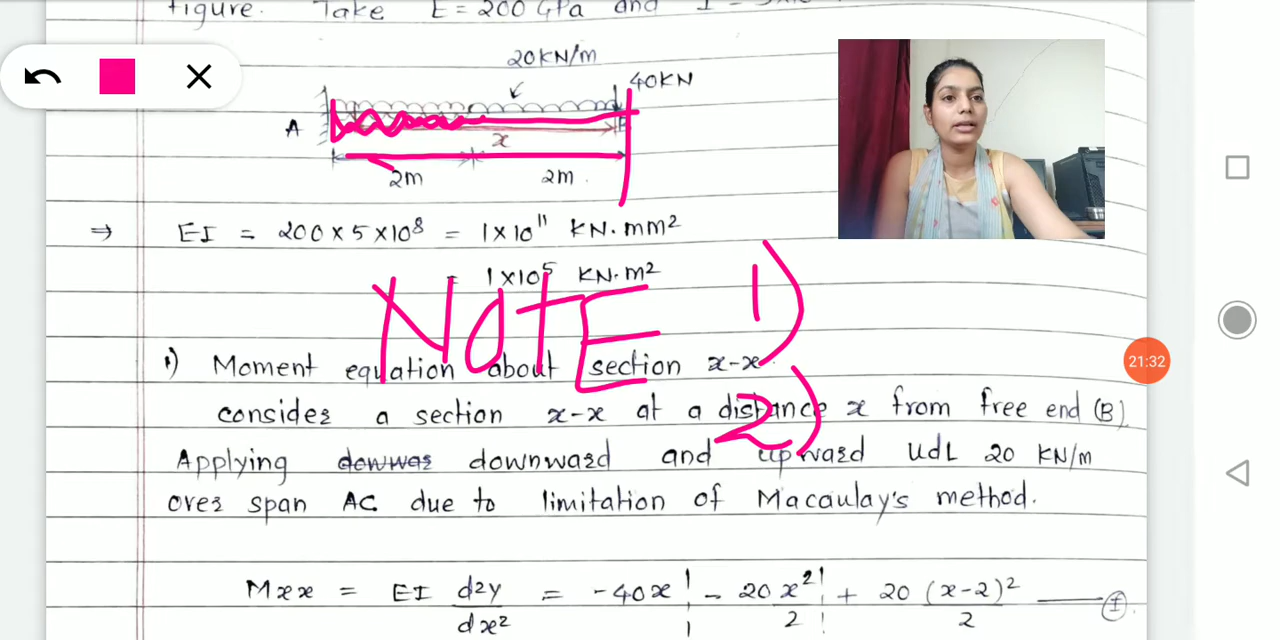 figure. Take E = 200 GPa and
20KN/m
40KN
A
x
2m 2m
⇒ EI = 200 x 5 x 10⁸ = 1 x 10¹¹ KN.mm²
= 1 x 10⁵ KN.m²
NOTE 1)
2)
21:32
1) Moment equation about section x-x.
consider a section x-x at a distance x from free end (B).
Applying dowwas downward and upward UdL 20 KN/m
over span AC due to limitation of Macaulay's method.
Mxx = EI d²y/dx² = -40x ¦ - 20x²/2 ¦ + 20(x-2)²/2 — I